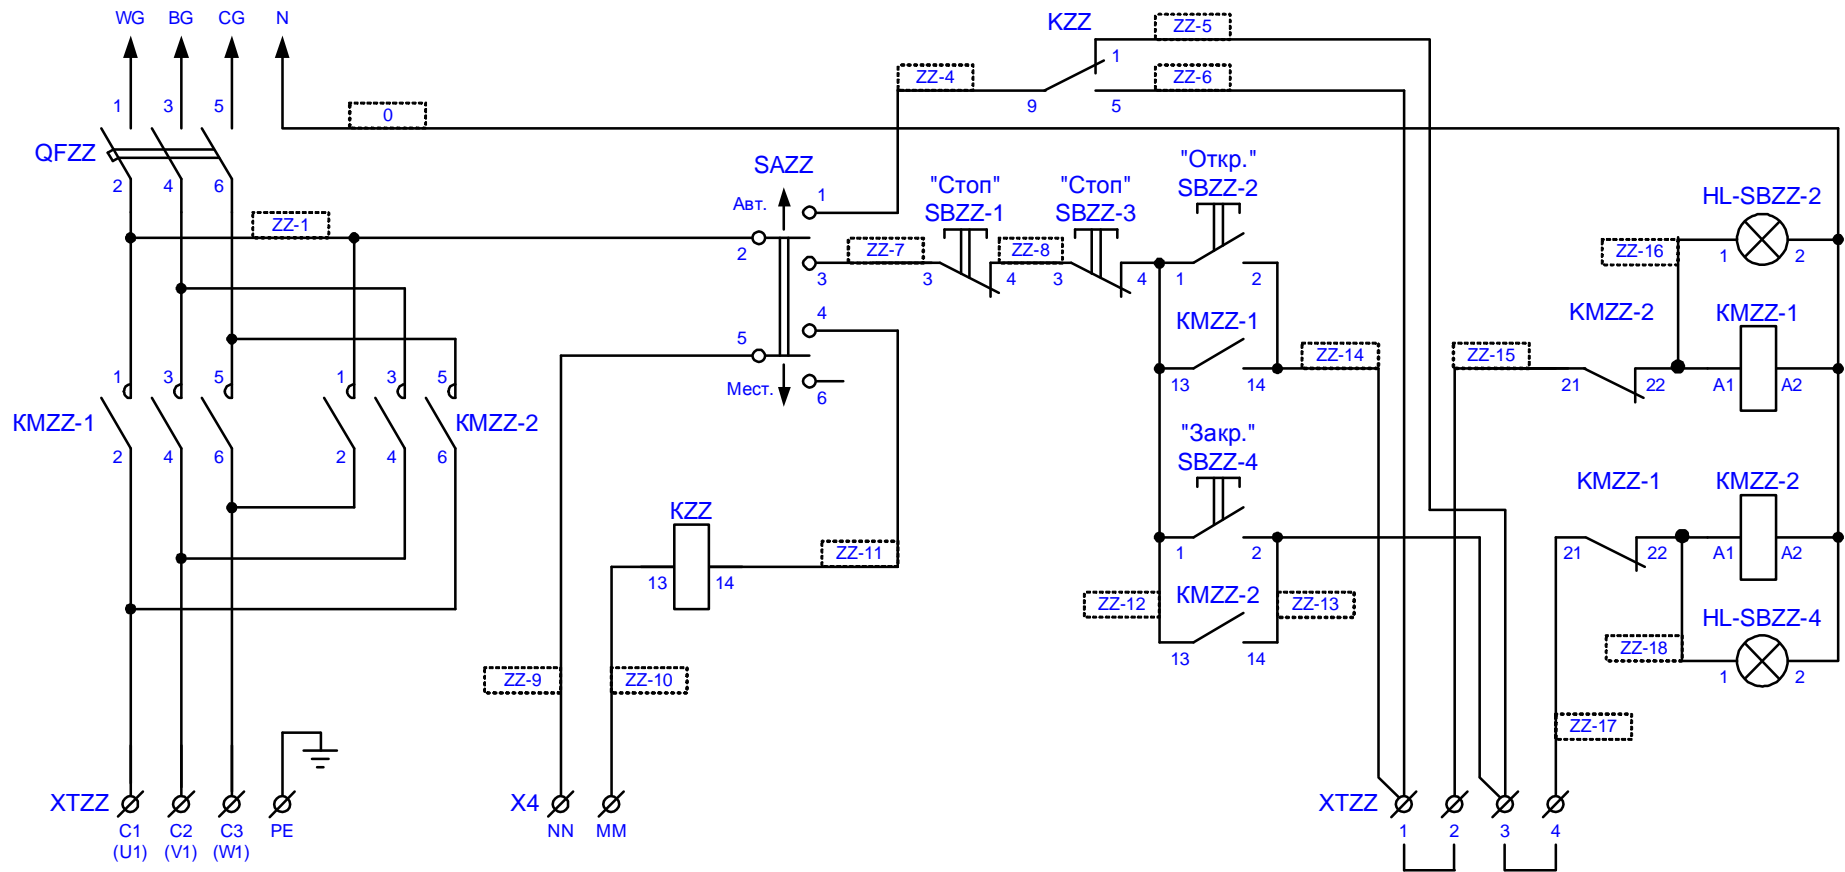 WG BG CG N
KZZ
ZZ-5
1
ZZ-4
ZZ-6
9 5
1 3 5
0
QFZZ
2 4 6
SAZZ
Авт.
1
ZZ-1
2
3
ZZ-7
"Стоп"
SBZZ-1
3 4
ZZ-8
"Стоп"
SBZZ-3
3 4
"Откр."
SBZZ-2
1 2
HL-SBZZ-2
ZZ-16
1 2
4
5
Мест.
6
KMZZ-1
13 14
ZZ-14
ZZ-15
KMZZ-2
21 22
KMZZ-1
A1 A2
1 3 5
1 3 5
KMZZ-1
KMZZ-2
2 4 6
2 4 6
"Закр."
SBZZ-4
1 2
KMZZ-1
21 22
KMZZ-2
A1 A2
KZZ
13 14
ZZ-11
ZZ-12
KMZZ-2
ZZ-13
13 14
HL-SBZZ-4
ZZ-18
1 2
ZZ-9
ZZ-10
ZZ-17
XTZZ
C1 C2 C3 PE
(U1) (V1) (W1)
X4
NN MM
XTZZ
1 2 3 4